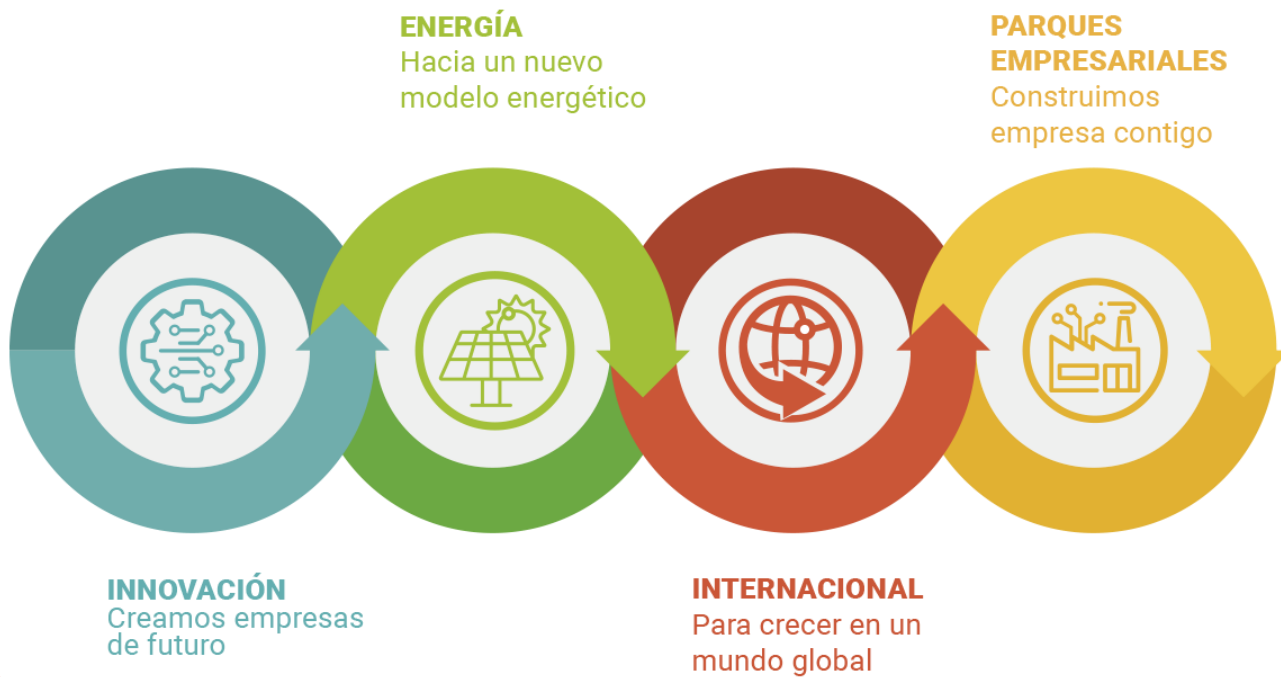 ENERGÍA
Hacia un nuevo
modelo energético
PARQUES
EMPRESARIALES
Construimos
empresa contigo
INNOVACIÓN
Creamos empresas
de futuro
INTERNACIONAL
Para crecer en un
mundo global